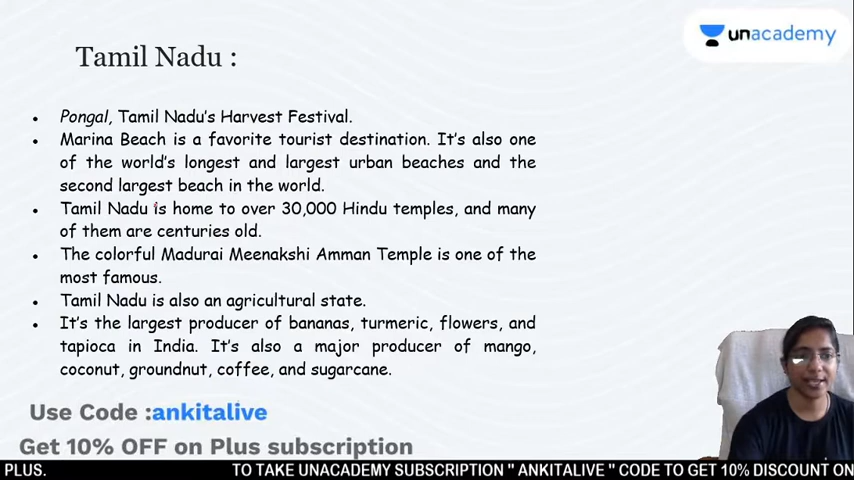 unacademy
Tamil Nadu :
• Pongal, Tamil Nadu's Harvest Festival.
• Marina Beach is a favorite tourist destination. It's also one
of the world's longest and largest urban beaches and the
second largest beach in the world.
• Tamil Nadu is home to over 30,000 Hindu temples, and many
of them are centuries old.
• The colorful Madurai Meenakshi Amman Temple is one of the
most famous.
• Tamil Nadu is also an agricultural state.
• It's the largest producer of bananas, turmeric, flowers, and
tapioca in India. It's also a major producer of mango,
coconut, groundnut, coffee, and sugarcane.
Use Code :ankitalive
Get 10% OFF on Plus subscription
PLUS. TO TAKE UNACADEMY SUBSCRIPTION " ANKITALIVE " CODE TO GET 10% DISCOUNT ON